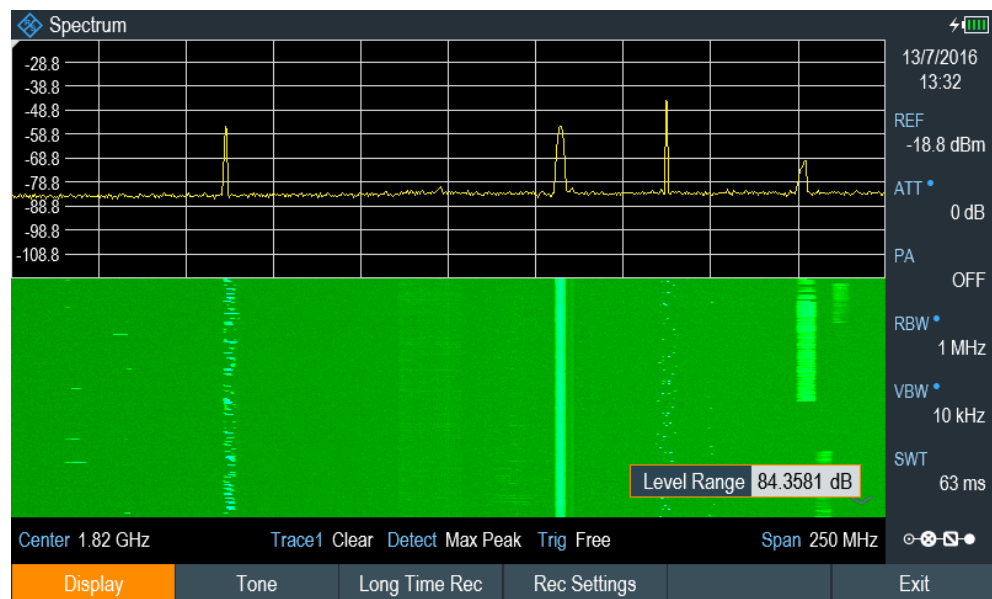 Spectrum
-28.8
-38.8
-48.8
-58.8
-68.8
-78.8
-88.8
-98.8
-108.8
13/7/2016
13:32
REF
-18.8 dBm
ATT
0 dB
PA
OFF
RBW
1 MHz
VBW
10 kHz
SWT
63 ms
Level Range 84.3581 dB
Center 1.82 GHz Trace1 Clear Detect Max Peak Trig Free Span 250 MHz
Display Tone Long Time Rec Rec Settings Exit